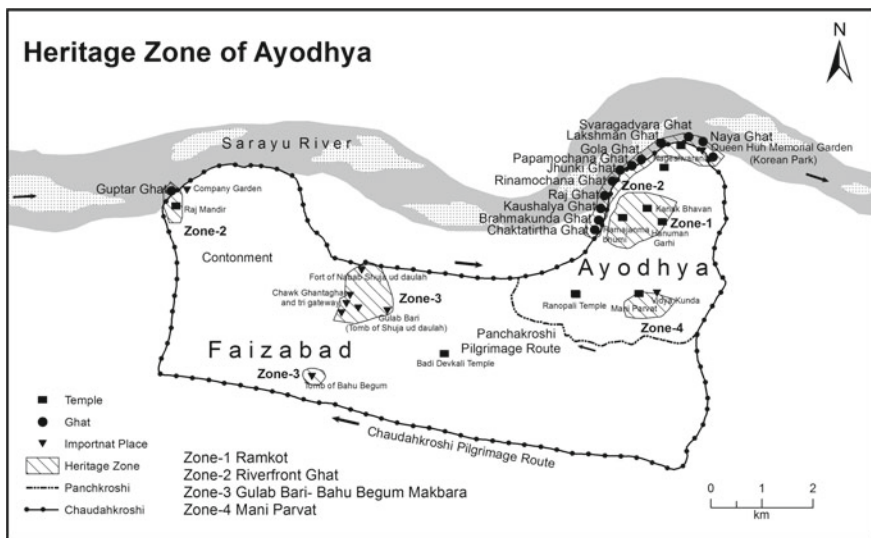 Heritage Zone of Ayodhya
N
Sarayu River
Svaragadvara Ghat
Lakshman Ghat
Naya Ghat
Gola Ghat
Queen Huh Memorial Garden
(Korean Park)
Papamochana Ghat
Nageshvaranath
Jhunki Ghat
Rinamochana Ghat
Zone-2
Raj Ghat
Kaushalya Ghat
Kanak Bhavan
Brahmakunda Ghat
Zone-1
Chaktatirtha Ghat
Ramajanma
bhumi
Hanuman
Garhi
Guptar Ghat
Company Garden
Raj Mandir
Zone-2
Contonment
Ayodhya
Fort of Nabab Shuja ud daulah
Chawk Ghantaghar
and tri gateway
Zone-3
Gulab Bari
(Tomb of Shuja ud daulah)
Ranopali Temple
Mani Parvat
Vidya Kunda
Zone-4
Panchakroshi
Pilgrimage Route
Faizabad
Badi Devkali Temple
Zone-3
Tomb of Bahu Begum
Chaudahkroshi Pilgrimage Route
Temple
Ghat
Importnat Place
Heritage Zone
Panchkroshi
Chaudahkroshi
Zone-1 Ramkot
Zone-2 Riverfront Ghat
Zone-3 Gulab Bari- Bahu Begum Makbara
Zone-4 Mani Parvat
0 1 2
km